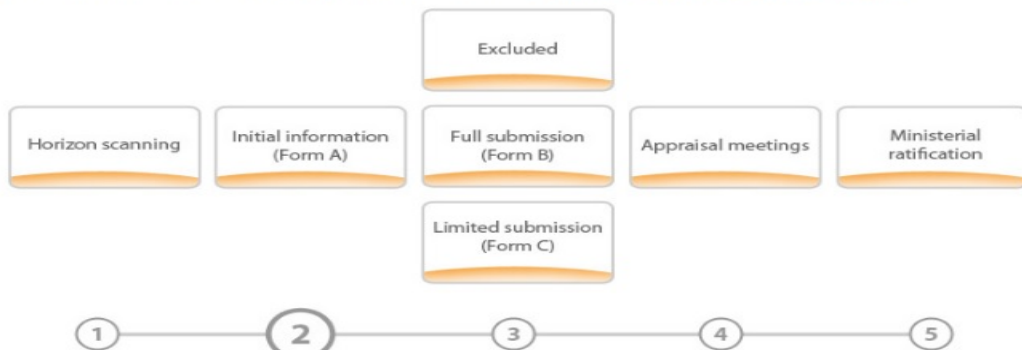 Excluded
Horizon scanning
Initial information
(Form A)
Full submission
(Form B)
Appraisal meetings
Ministerial
ratification
Limited submission
(Form C)
1
2
3
4
5